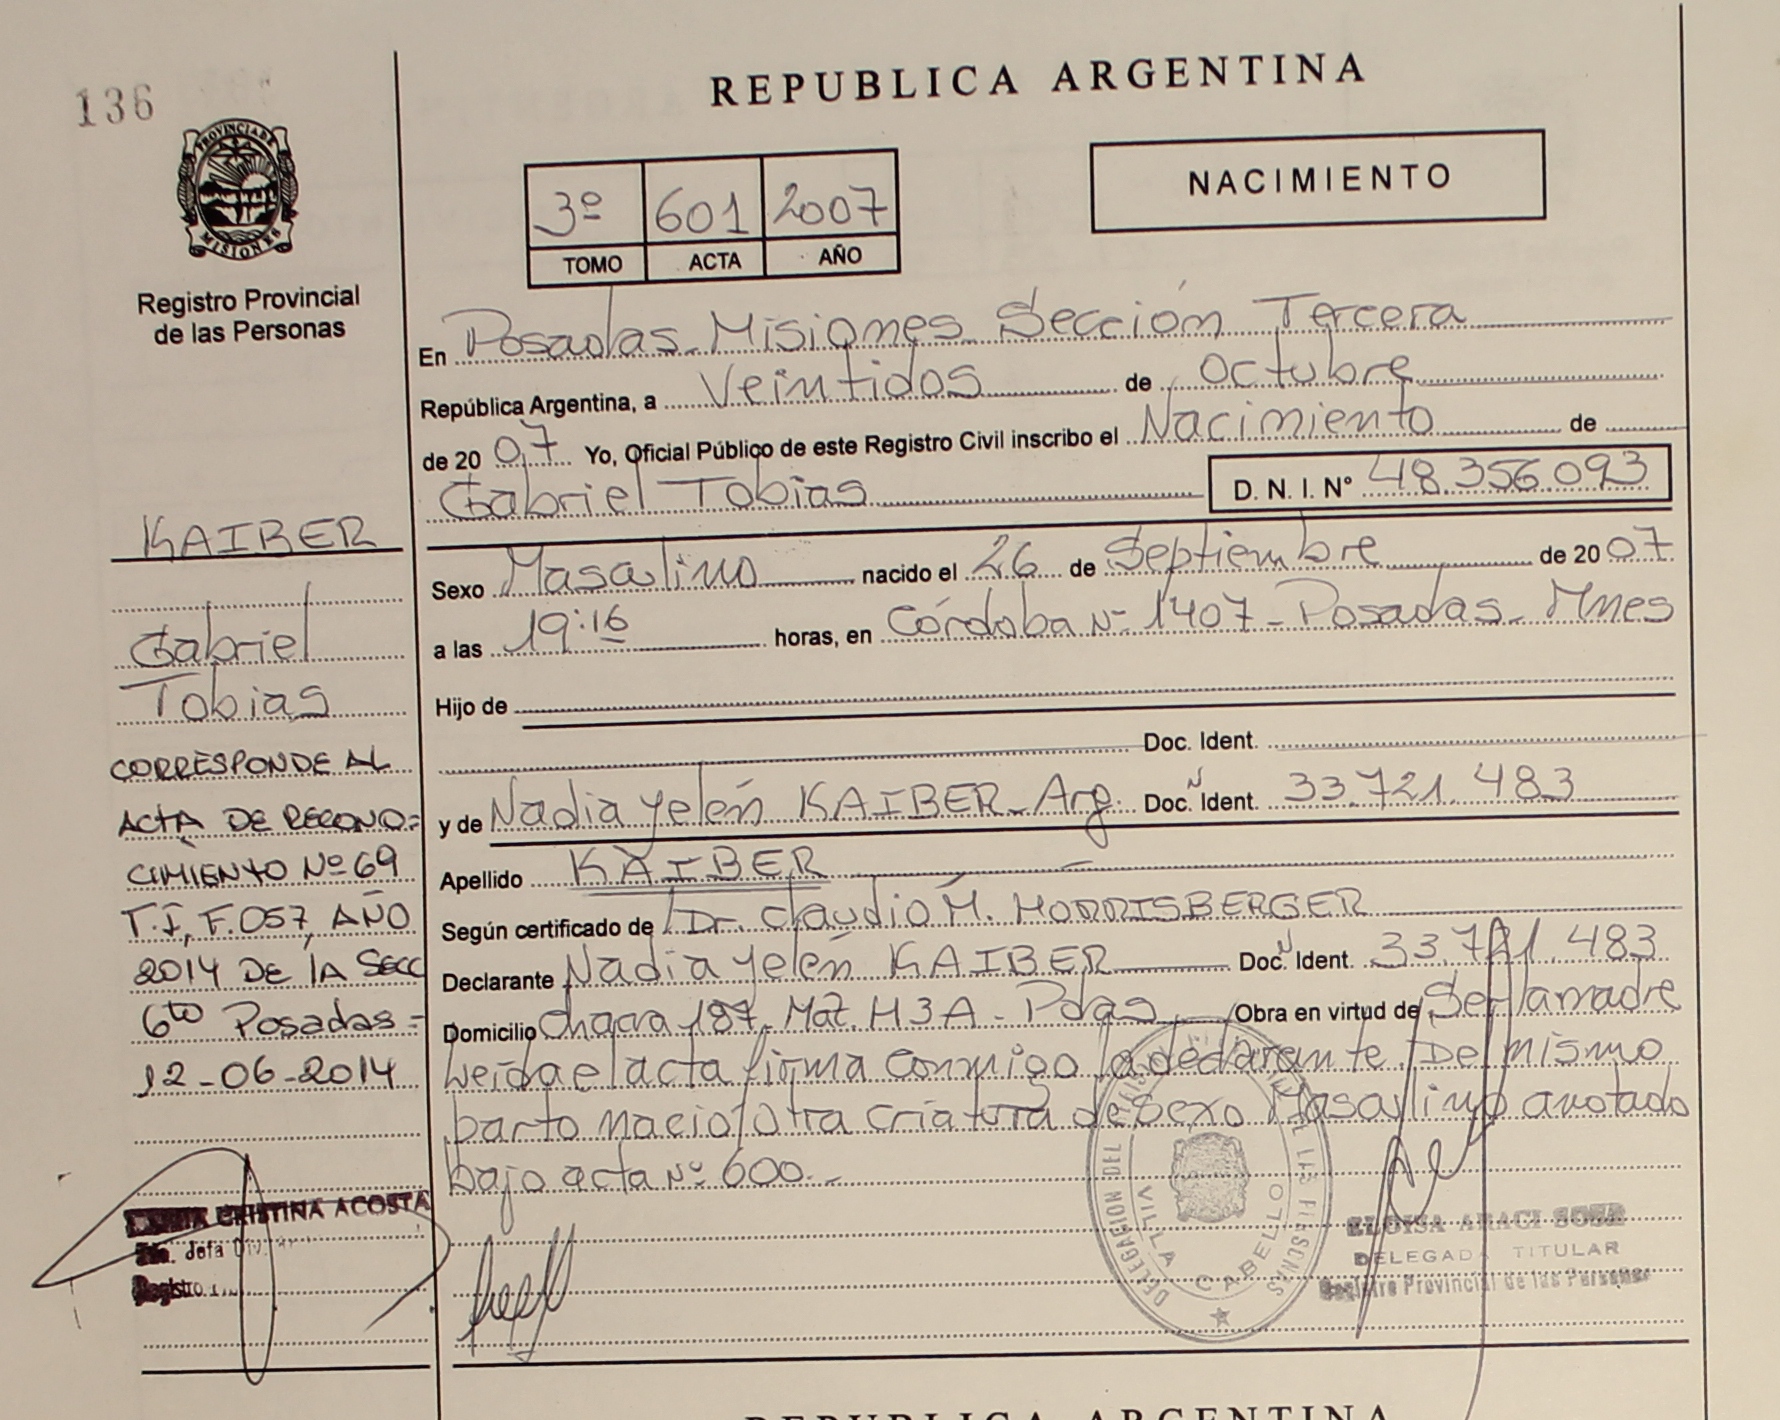 136
REPUBLICA ARGENTINA
PROVINCIA DE
MISIONES
Registro Provincial
de las Personas
3º 601 2007
TOMO ACTA AÑO
NACIMIENTO
En Posadas Misiones Sección Tercera
República Argentina, a Veintidos de Octubre
de 2007 Yo, Oficial Público de este Registro Civil inscribo el Nacimiento de
Gabriel Tobias D. N. I. Nº 48.356.093
Sexo Masculino nacido el 26 de Septiembre de 2007
a las 19:16 horas, en Córdoba Nº 1407 - Posadas - Mnes
Hijo de
Doc. Ident.
y de Nadia Yelén KAIBER - Arg. Doc. N Ident. 33.721.483
Apellido KAIBER
Según certificado de Dr. Claudio M.
Declarante Nadia Yelén KAIBER Doc. N Ident. 33.721.483
Domicilio Chacra 187 Mz. H 3 A - Pdas Obra en virtud de Ser la madre
Leída el acta firma conmigo la declarante Del mismo
parto nacio otra criatura de sexo Masculino anotado
bajo acta Nº 600.-
KAIBER
Gabriel
Tobias
CORRESPONDE AL
ACTA DE RECONO=
CIMIENTO Nº 69
T.I, F.057, AÑO
2014 DE LA SECC
6to Posadas =
12-06-2014
CRISTINA ACOSTA
Jefa
Registro
DELEGACION DEL
VILLA CABELLO
ELOISA ARACI SOSA
DELEGADA TITULAR
Registro Provincial de las Personas
REPUBLICA ARGENTINA